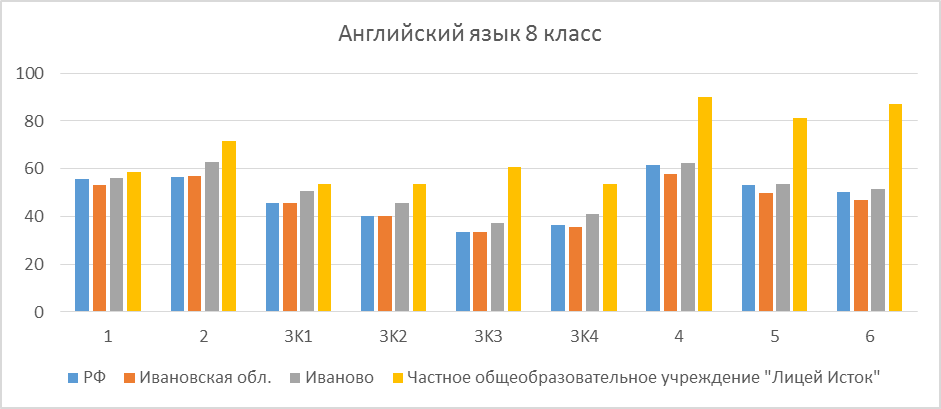 Английский язык 8 класс
100
80
60
40
20
0
1 2 3К1 3К2 3К3 3К4 4 5 6
РФ Ивановская обл. Иваново Частное общеобразовательное учреждение "Лицей Исток"